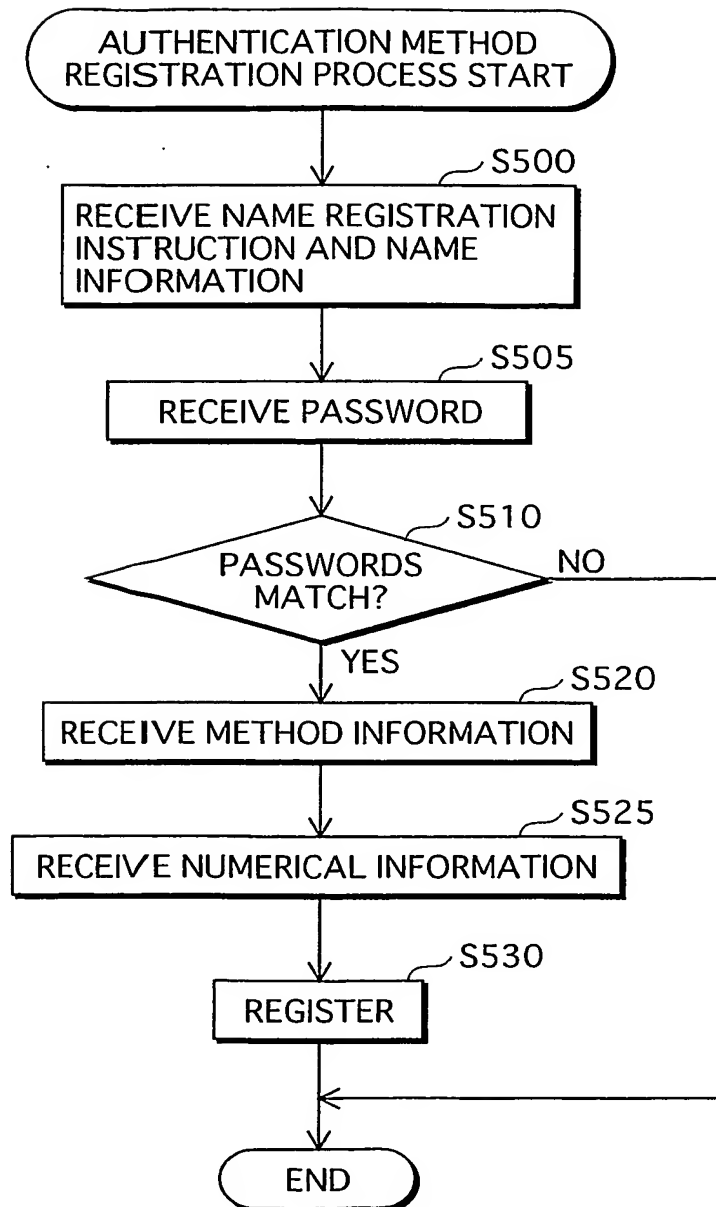 AUTHENTICATION METHOD
REGISTRATION PROCESS START
S500
RECEIVE NAME REGISTRATION
INSTRUCTION AND NAME
INFORMATION
S505
RECEIVE PASSWORD
S510
PASSWORDS
MATCH?
NO
YES
S520
RECEIVE METHOD INFORMATION
S525
RECEIVE NUMERICAL INFORMATION
S530
REGISTER
END